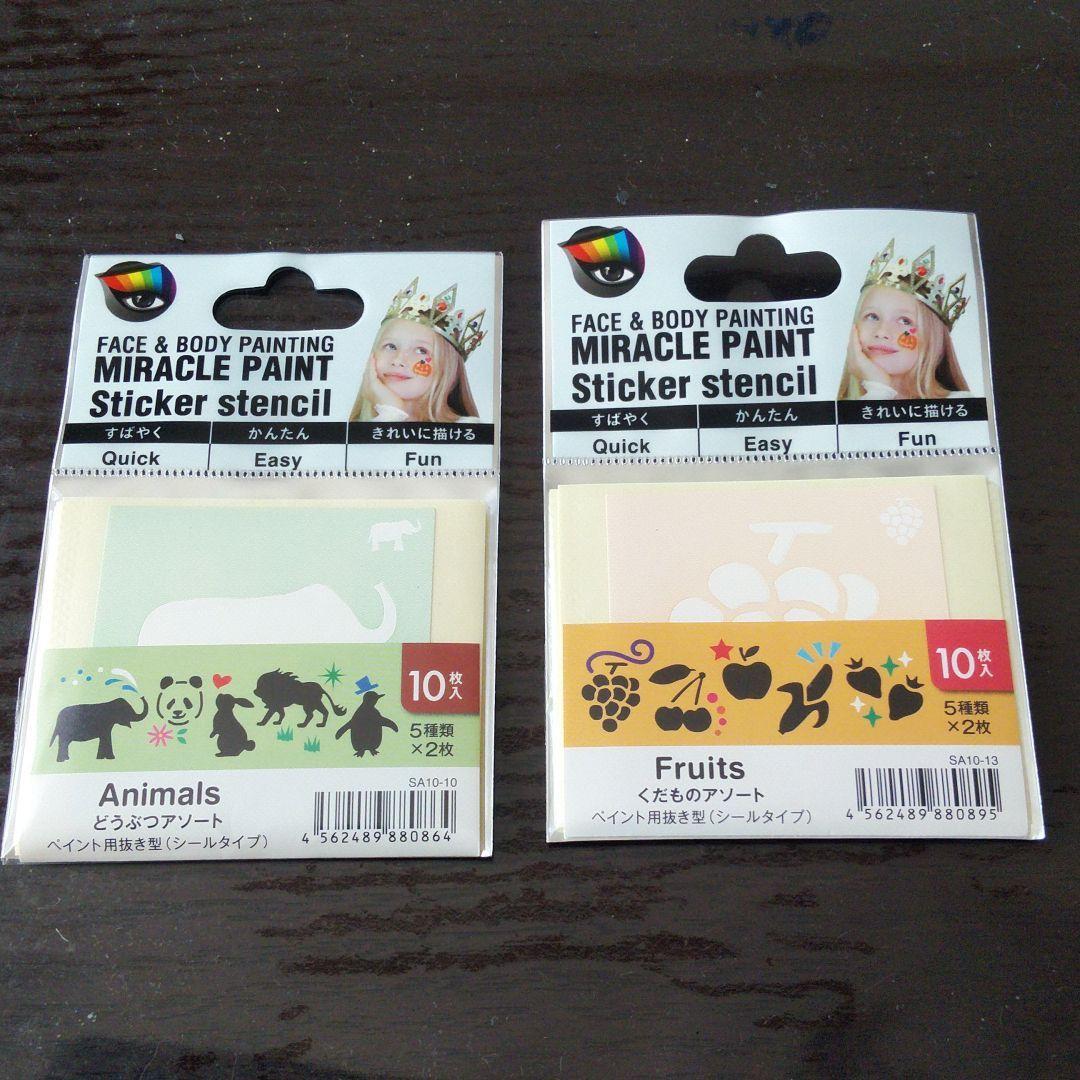 FACE & BODY PAINTING
MIRACLE PAINT
Sticker stencil
すばやく かんたん きれいに描ける
Quick Easy Fun
10枚入
5種類
×2枚
Animals
SA10-10
どうぶつアソート
ペイント用抜き型(シールタイプ)
4 562489 880864
FACE & BODY PAINTING
MIRACLE PAINT
Sticker stencil
すばやく かんたん きれいに描ける
Quick Easy Fun
10枚入
5種類
×2枚
Fruits
SA10-13
くだものアソート
ペイント用抜き型(シールタイプ)
4 562489 880895